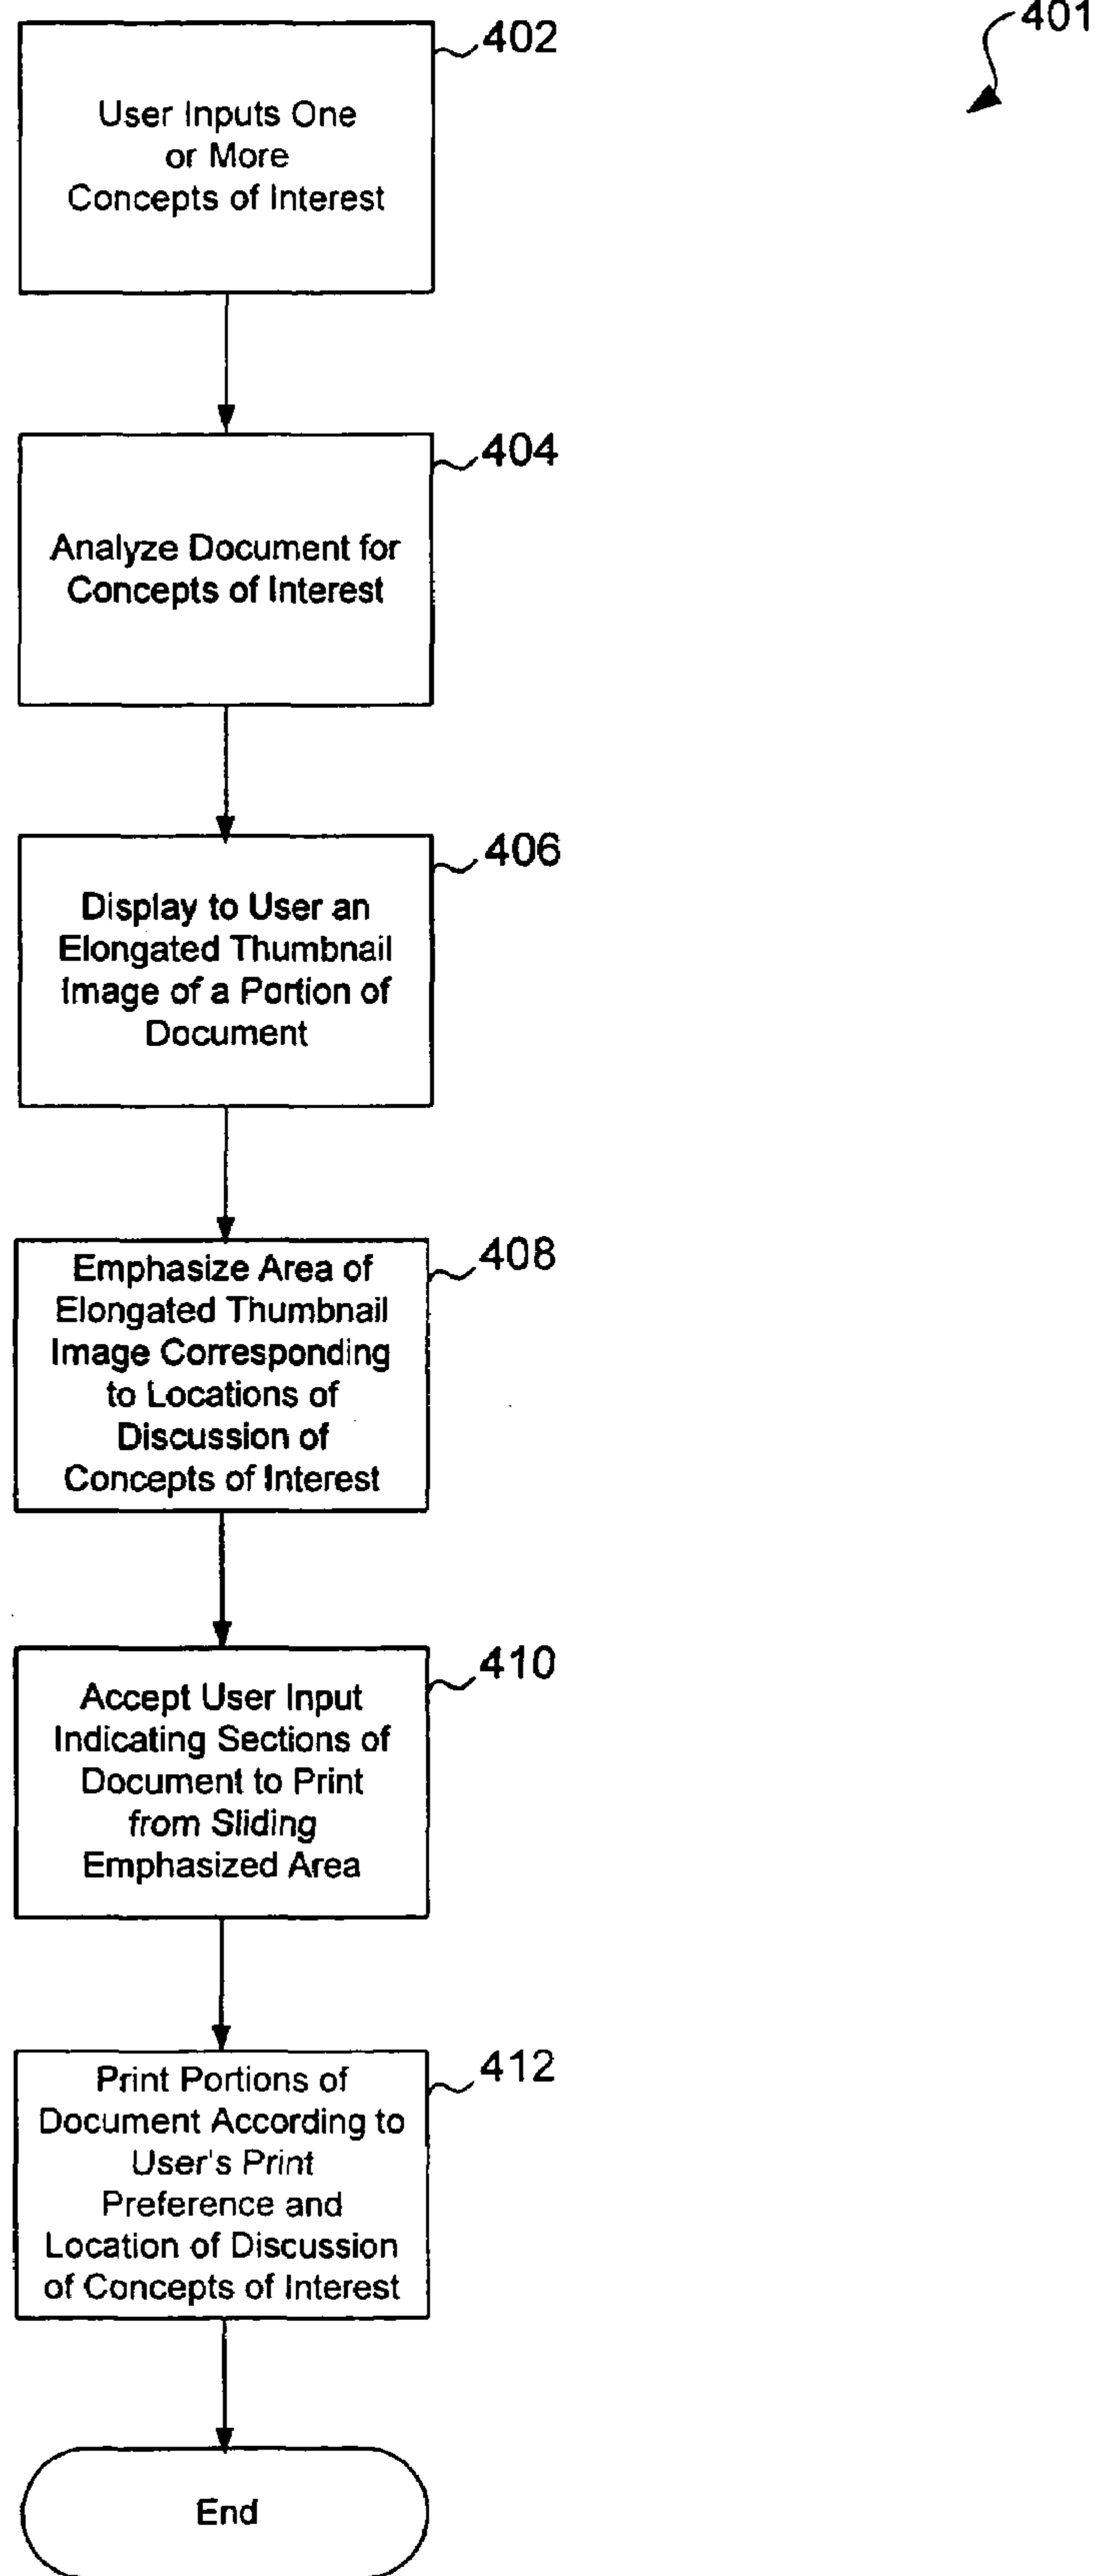 401
402
User Inputs One
or More
Concepts of Interest
404
Analyze Document for
Concepts of Interest
406
Display to User an
Elongated Thumbnail
Image of a Portion of
Document
408
Emphasize Area of
Elongated Thumbnail
Image Corresponding
to Locations of
Discussion of
Concepts of Interest
410
Accept User Input
Indicating Sections of
Document to Print
from Sliding
Emphasized Area
412
Print Portions of
Document According to
User's Print
Preference and
Location of Discussion
of Concepts of Interest
End